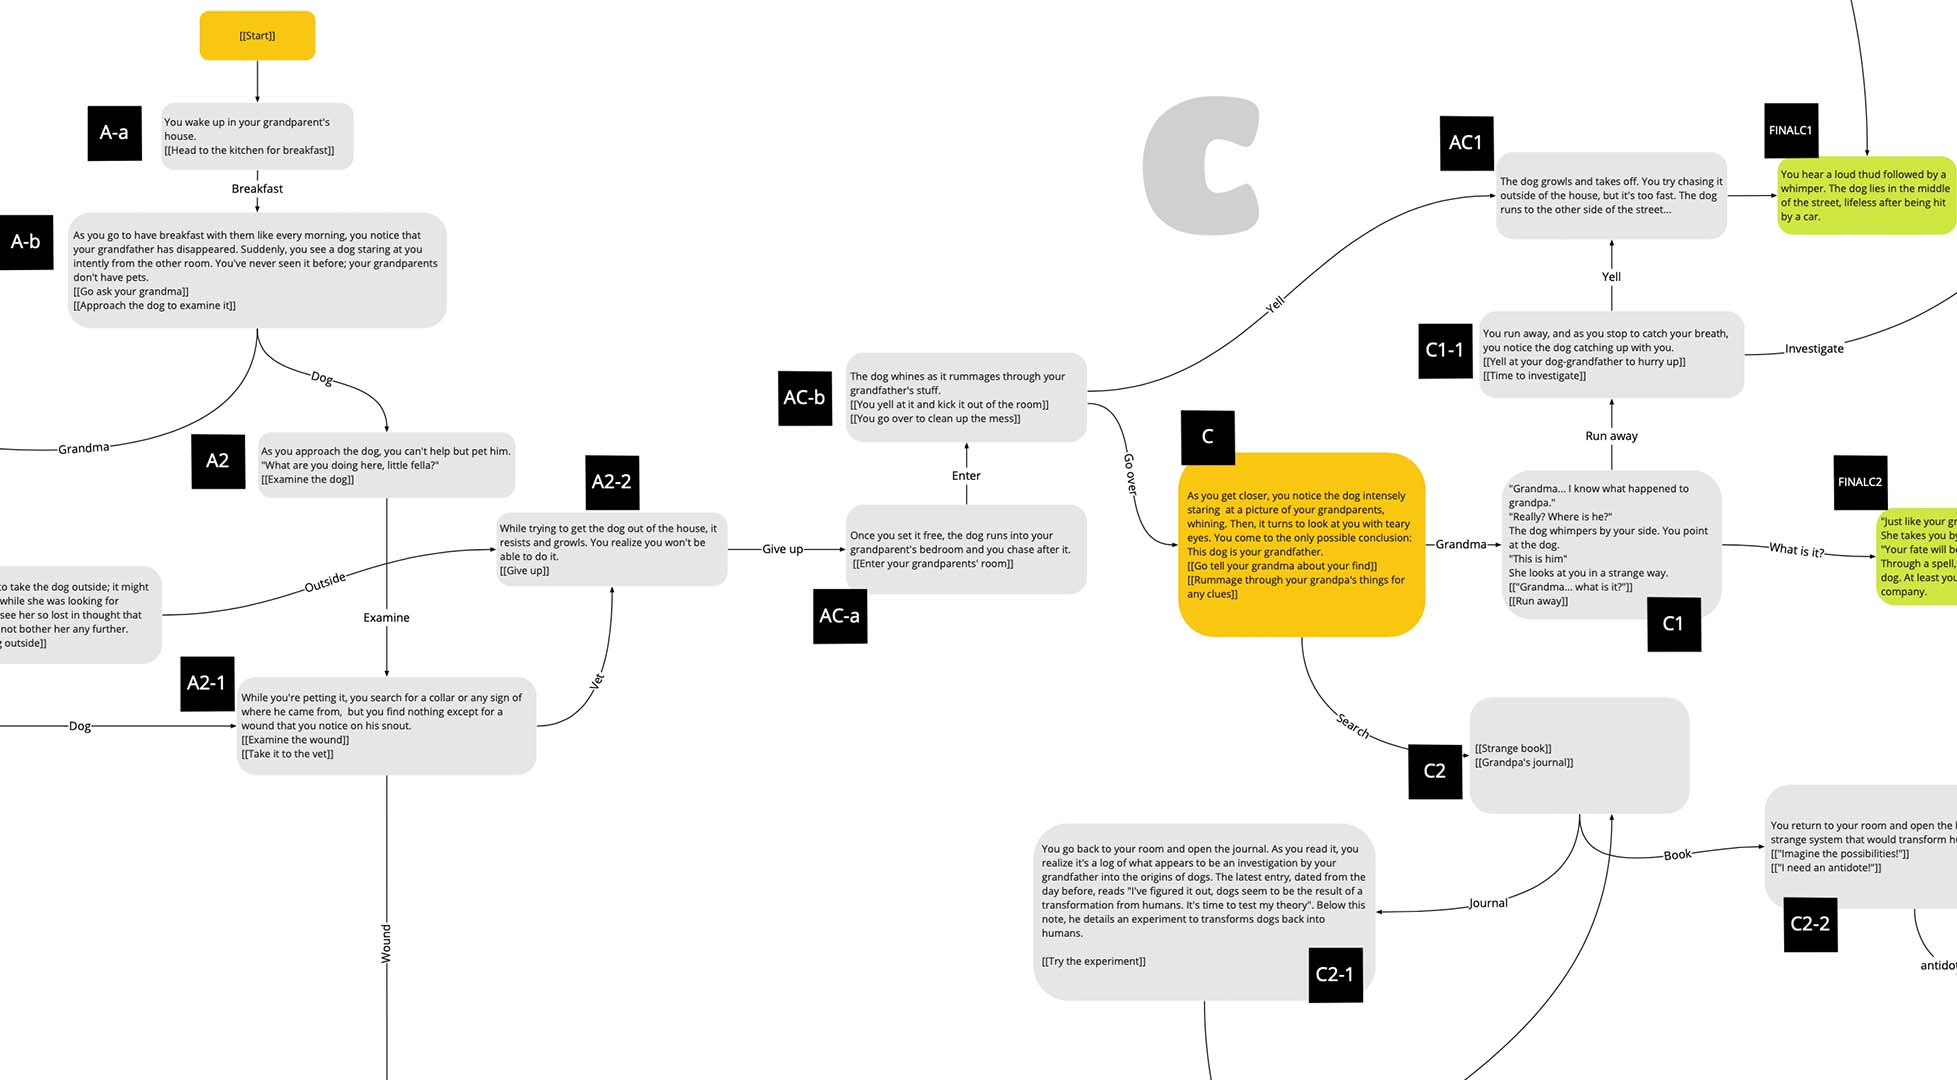 [[Start]]
A-a
You wake up in your grandparent's
house.
[[Head to the kitchen for breakfast]]
Breakfast
A-b
As you go to have breakfast with them like every morning, you notice that
your grandfather has disappeared. Suddenly, you see a dog staring at you
intently from the other room. You've never seen it before; your grandparents
don't have pets.
[[Go ask your grandma]]
[[Approach the dog to examine it]]
Dog
Grandma
A2
As you approach the dog, you can't help but pet him.
"What are you doing here, little fella?"
[[Examine the dog]]
to take the dog outside; it might
while she was looking for
see her so lost in thought that
not bother her any further.
outside]]
Outside
Examine
A2-1
While you're petting it, you search for a collar or any sign of
where he came from, but you find nothing except for a
wound that you notice on his snout.
[[Examine the wound]]
[[Take it to the vet]]
Dog
Vet
Wound
A2-2
While trying to get the dog out of the house, it
resists and growls. You realize you won't be
able to do it.
[[Give up]]
Give up
AC-a
Once you set it free, the dog runs into your
grandparent's bedroom and you chase after it.
[[Enter your grandparents' room]]
Enter
AC-b
The dog whines as it rummages through your
grandfather's stuff.
[[You yell at it and kick it out of the room]]
[[You go over to clean up the mess]]
Yell
Go over
C
C
As you get closer, you notice the dog intensely
staring at a picture of your grandparents,
whining. Then, it turns to look at you with teary
eyes. You come to the only possible conclusion:
This dog is your grandfather.
[[Go tell your grandma about your find]]
[[Rummage through your grandpa's things for
any clues]]
Grandma
Search
AC1
The dog growls and takes off. You try chasing it
outside of the house, but it's too fast. The dog
runs to the other side of the street...
FINALC1
You hear a loud thud followed by a
whimper. The dog lies in the middle
of the street, lifeless after being hit
by a car.
Yell
C1-1
You run away, and as you stop to catch your breath,
you notice the dog catching up with you.
[[Yell at your dog-grandfather to hurry up]]
[[Time to investigate]]
Investigate
Run away
C1
"Grandma... I know what happened to
grandpa."
"Really? Where is he?"
The dog whimpers by your side. You point
at the dog.
"This is him"
She looks at you in a strange way.
[["Grandma... what is it?"]]
[[Run away]]
What is it?
FINALC2
"Just like your
She takes you by
"Your fate will
Through a spell,
dog. At least you
company.
C2
[[Strange book]]
[[Grandpa's journal]]
Journal
Book
C2-1
You go back to your room and open the journal. As you read it, you
realize it's a log of what appears to be an investigation by your
grandfather into the origins of dogs. The latest entry, dated from the
day before, reads "I've figured it out, dogs seem to be the result of a
transformation from humans. It's time to test my theory". Below this
note, he details an experiment to transforms dogs back into
humans.
[[Try the experiment]]
C2-2
You return to your room and open the
strange system that would transform
[["Imagine the possibilities!"]]
[["I need an antidote!"]]